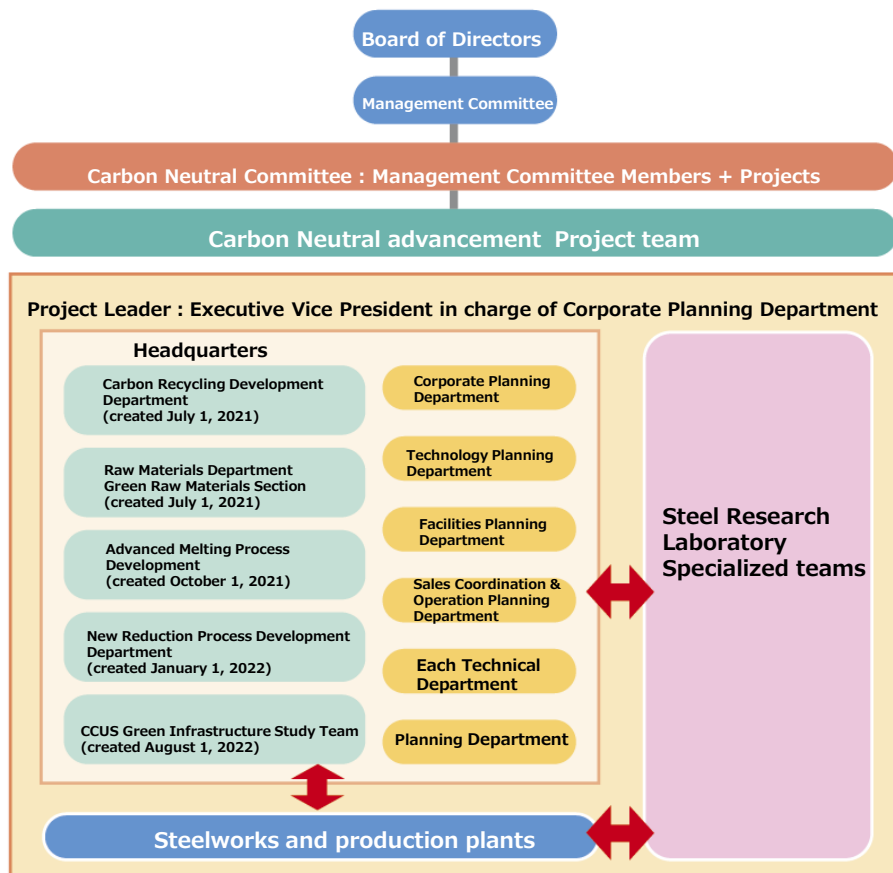 Board of Directors
Management Committee
Carbon Neutral Committee : Management Committee Members + Projects
Carbon Neutral advancement Project team
Project Leader : Executive Vice President in charge of Corporate Planning Department
Headquarters
Carbon Recycling Development
Department
(created July 1, 2021)
Raw Materials Department
Green Raw Materials Section
(created July 1, 2021)
Advanced Melting Process
Development
(created October 1, 2021)
New Reduction Process Development
Department
(created January 1, 2022)
CCUS Green Infrastructure Study Team
(created August 1, 2022)
Corporate Planning
Department
Technology Planning
Department
Facilities Planning
Department
Sales Coordination &
Operation Planning
Department
Each Technical
Department
Planning Department
Steel Research
Laboratory
Specialized teams
Steelworks and production plants